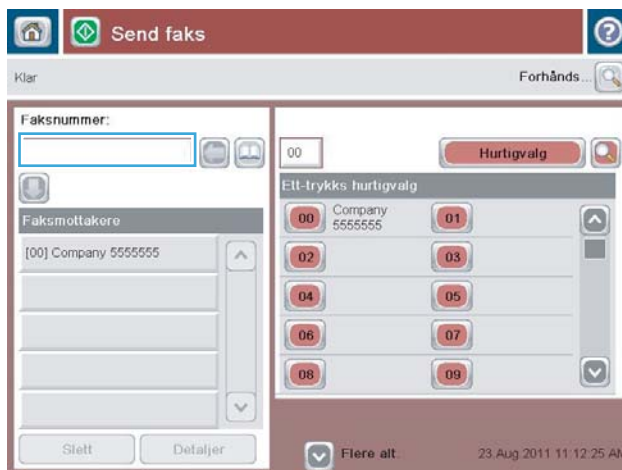 Send faks
Klar
Forhånds...
Faksnummer:
00
Hurtigvalg
Ett-trykks hurtigvalg
Faksmottakere
[00] Company 5555555
00 Company 5555555 01
02 03
04 05
06 07
08 09
Slett Detaljer
Flere alt. 23 Aug 2011 11:12:25 AM